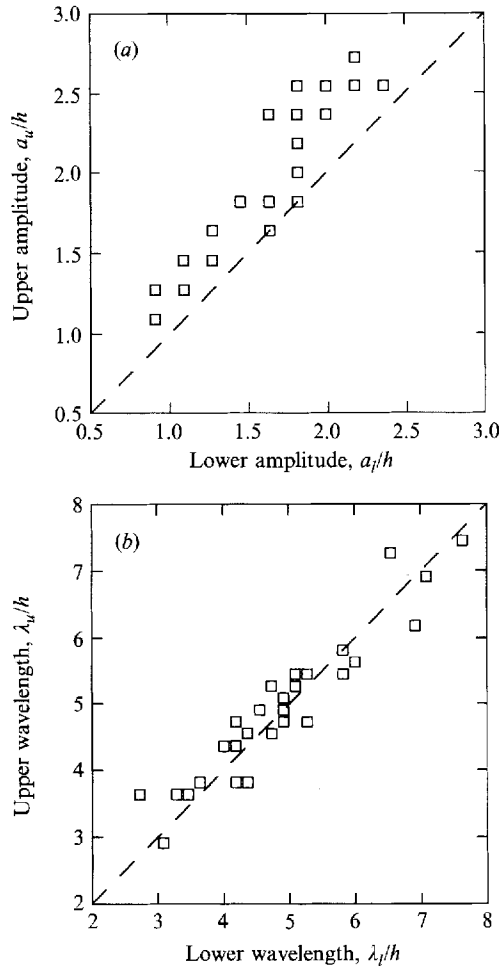 3.0
(a)
2.5
2.0
1.5
1.0
0.5
Upper amplitude, a_u/h
0.5 1.0 1.5 2.0 2.5 3.0
Lower amplitude, a_l/h
8
(b)
7
6
5
4
3
2
Upper wavelength, λ_u/h
2 3 4 5 6 7 8
Lower wavelength, λ_l/h